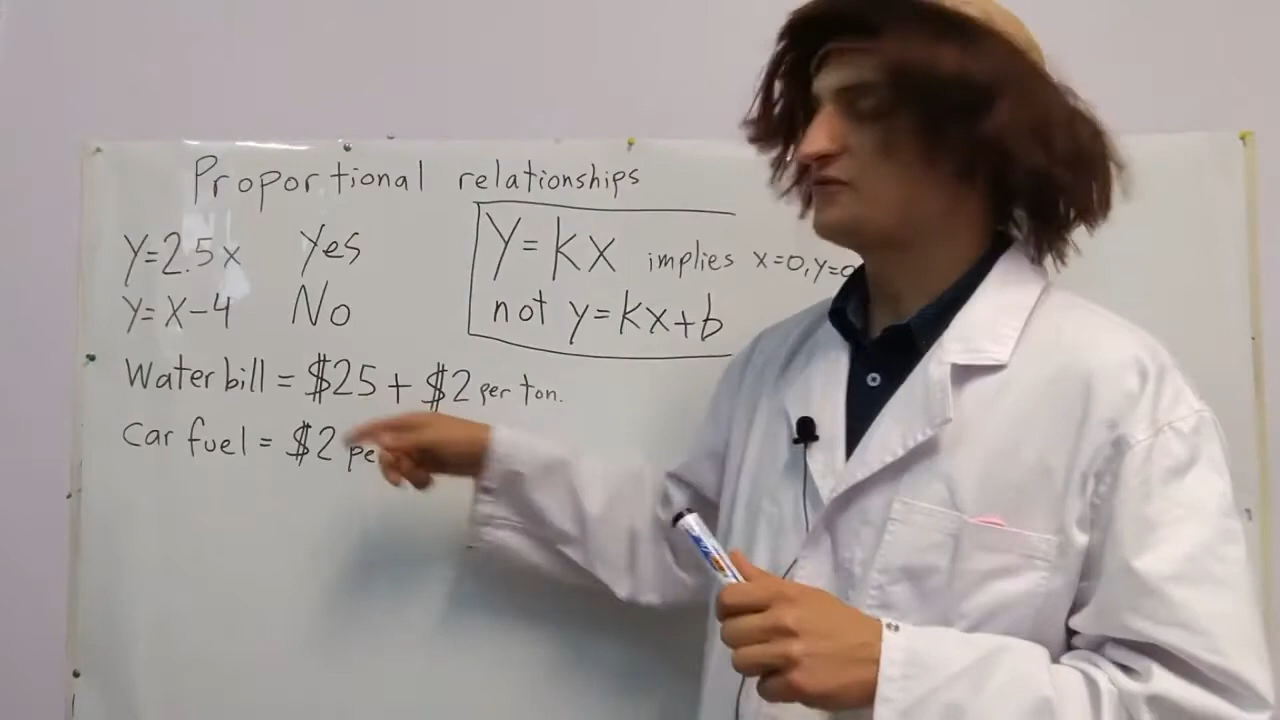 Proportional relationships
y=2.5x Yes
y=x-4 No
y=kx implies x=0,y=0
not y=kx+b
Water bill = $25 + $2 per ton.
Car fuel = $2